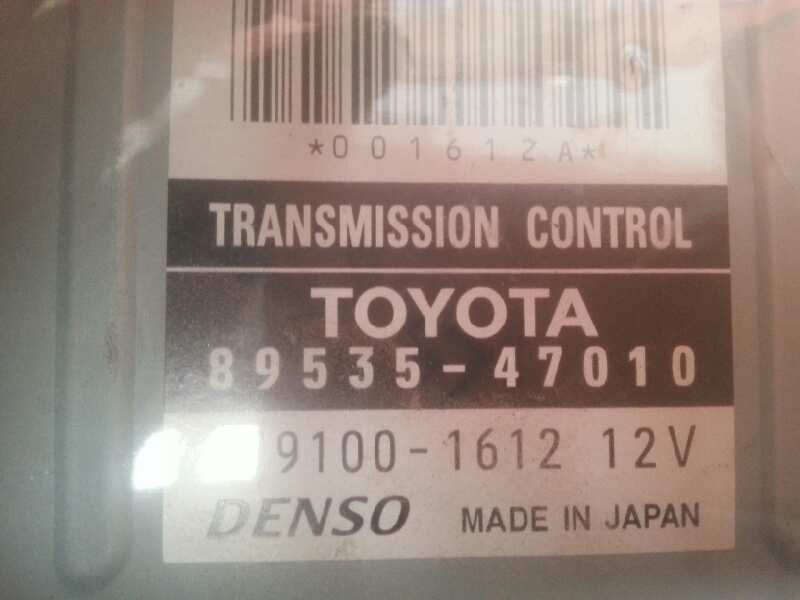 *001612A*
TRANSMISSION CONTROL
TOYOTA
89535-47010
9100-1612 12V
DENSO MADE IN JAPAN